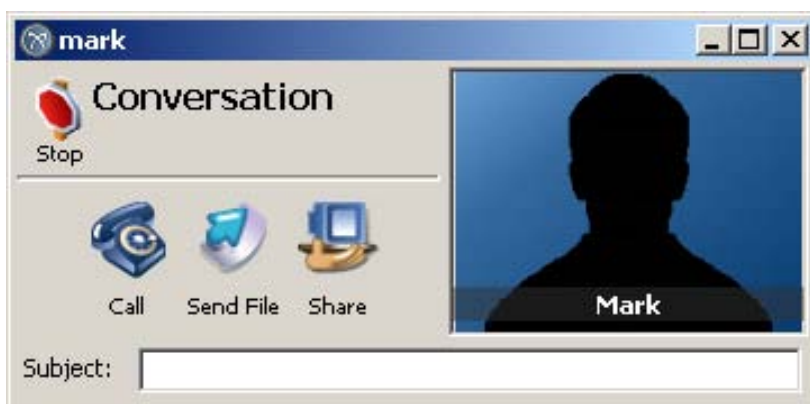 mark
Conversation
Stop
Call Send File Share
Mark
Subject: